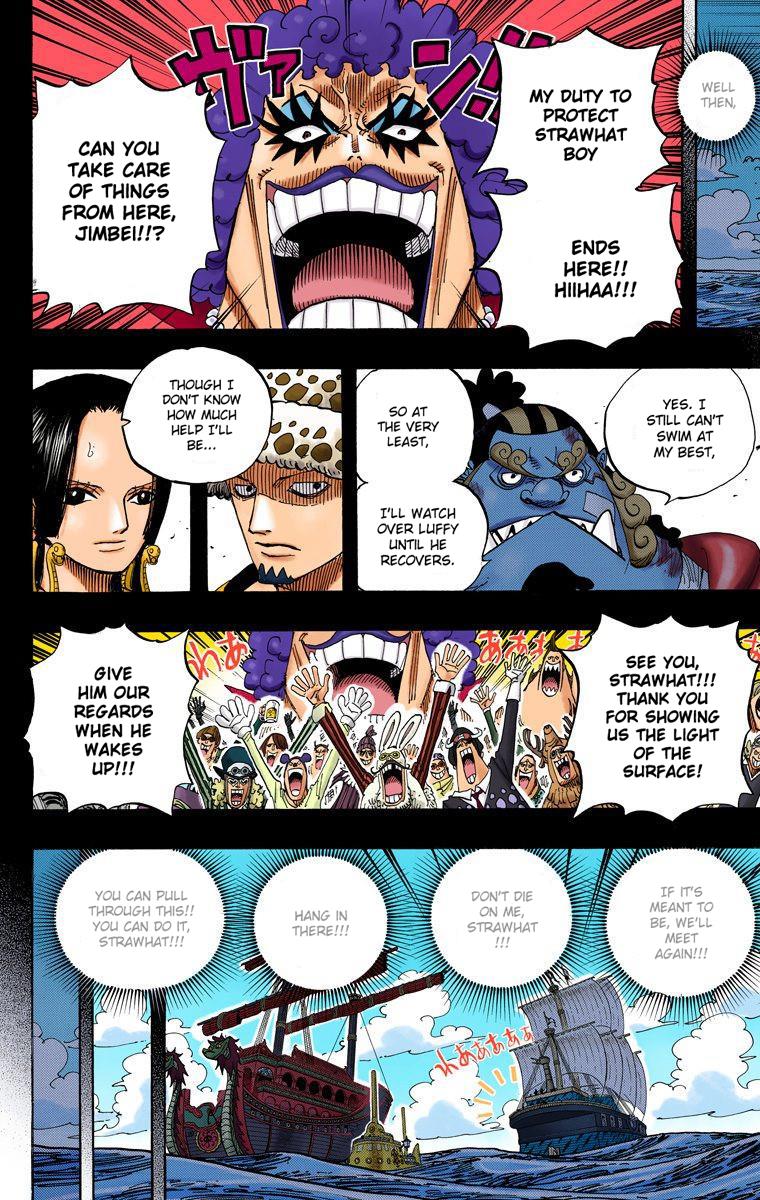 WELL
THEN,
MY DUTY TO
PROTECT
STRAWHAT
BOY
ENDS
HERE!!
HIIHAA!!!
ヴァーン!!
CAN YOU
TAKE CARE
OF THINGS
FROM HERE,
JIMBEI!!?
YES. I
STILL CAN'T
SWIM AT
MY BEST,
SO AT
THE VERY
LEAST,
I'LL WATCH
OVER LUFFY
UNTIL HE
RECOVERS.
THOUGH I
DON'T KNOW
HOW MUCH
HELP I'LL
BE...
SEE YOU,
STRAWHAT!!!
THANK YOU
FOR SHOWING
US THE LIGHT
OF THE
SURFACE!
GIVE
HIM OUR
REGARDS
WHEN HE
WAKES
UP!!!
IF IT'S
MEANT TO
BE, WE'LL
MEET
AGAIN!!!
DON'T DIE
ON ME,
STRAWHAT
!!!
HANG IN
THERE!!!
YOU CAN PULL
THROUGH THIS!!
YOU CAN DO IT,
STRAWHAT!!!
わあああああ